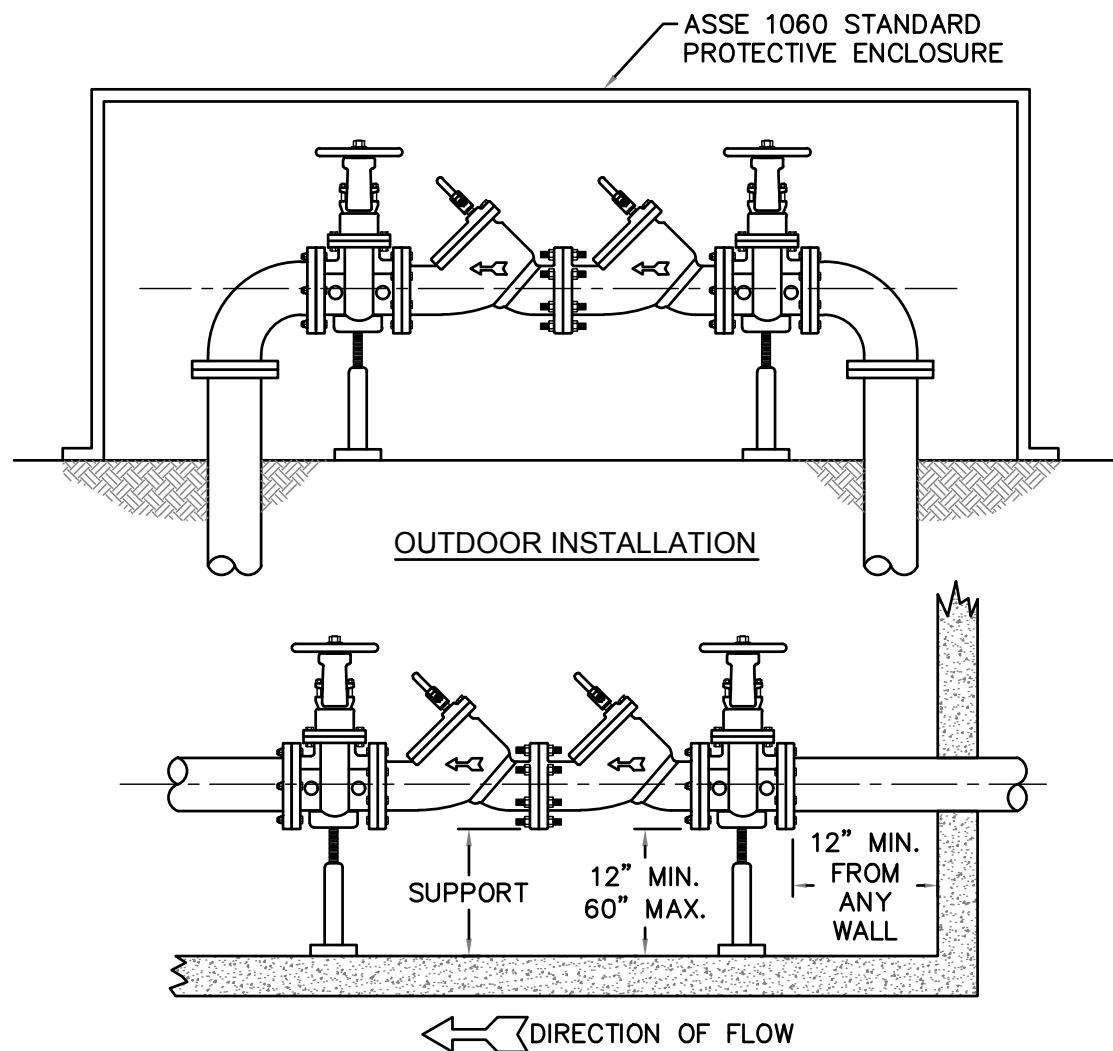 ASSE 1060 STANDARD
PROTECTIVE ENCLOSURE
OUTDOOR INSTALLATION
SUPPORT
12” MIN.
60” MAX.
12” MIN.
FROM
ANY
WALL
DIRECTION OF FLOW